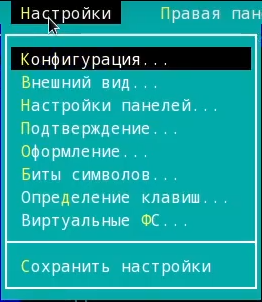 Настройки Правая пан
Конфигурация...
Внешний вид...
Настройки панелей...
Подтверждение...
Оформление...
Биты символов...
Определение клавиш...
Виртуальные ФС...
Сохранить настройки